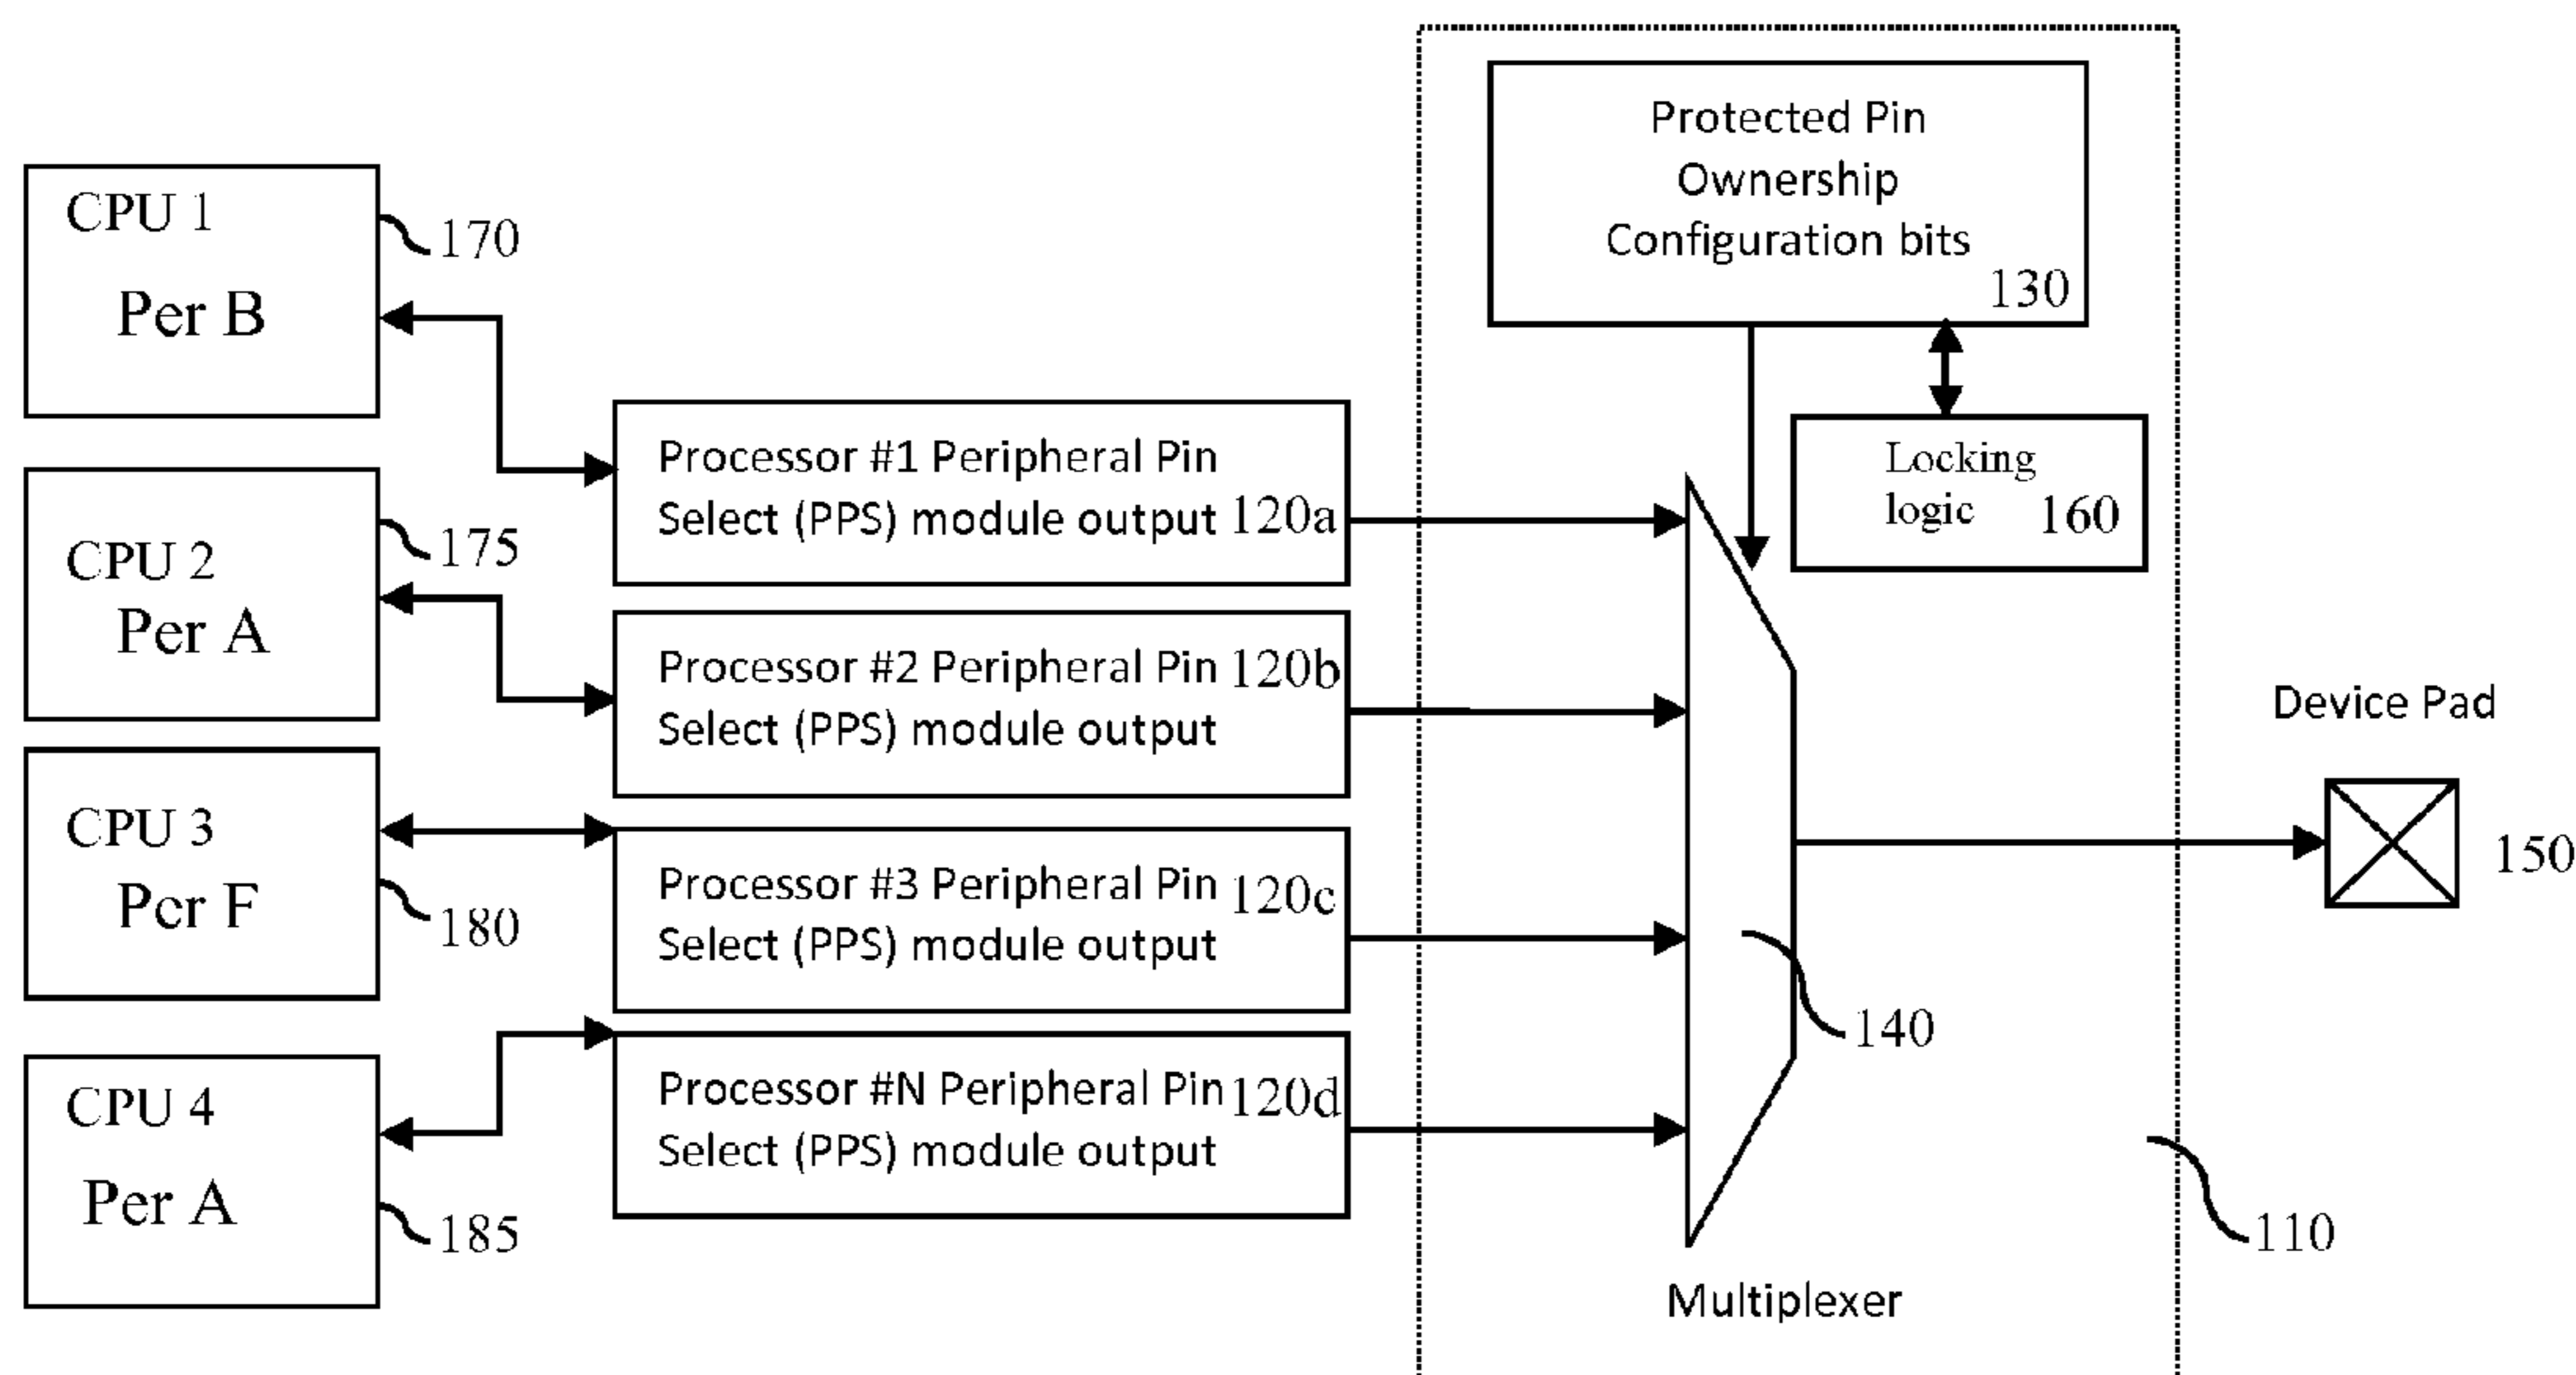 CPU 1
Per B
170
CPU 2
Per A
175
CPU 3
Per F
180
CPU 4
Per A
185
Processor #1 Peripheral Pin
Select (PPS) module output 120a
Processor #2 Peripheral Pin 120b
Select (PPS) module output
Processor #3 Peripheral Pin 120c
Select (PPS) module output
Processor #N Peripheral Pin 120d
Select (PPS) module output
Protected Pin
Ownership
Configuration bits
130
Locking
logic 160
140
Multiplexer
110
Device Pad
150